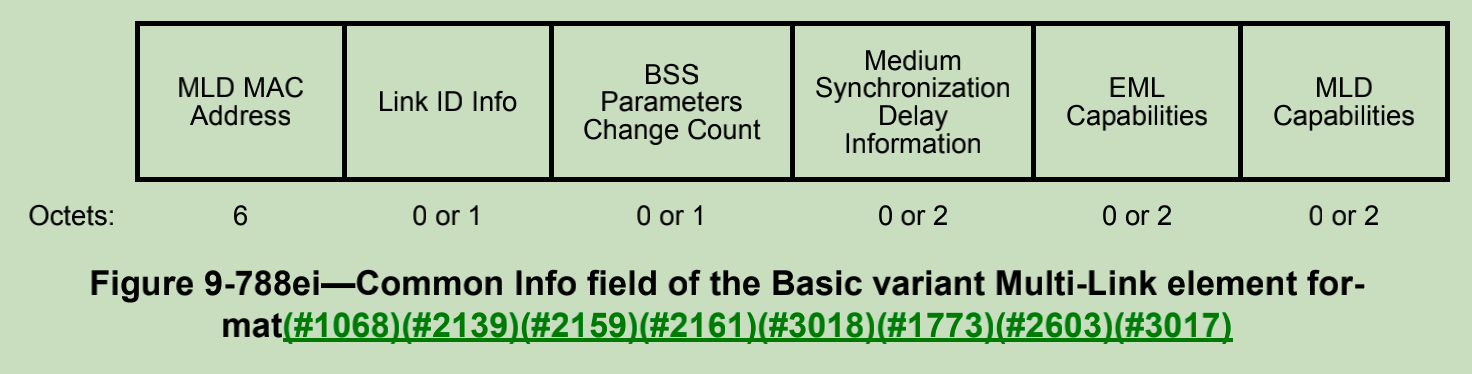 MLD MAC
Address
Link ID Info
BSS
Parameters
Change Count
Medium
Synchronization
Delay
Information
EML
Capabilities
MLD
Capabilities
Octets: 6 0 or 1 0 or 1 0 or 2 0 or 2 0 or 2
Figure 9-788ei—Common Info field of the Basic variant Multi-Link element for-
mat(#1068)(#2139)(#2159)(#2161)(#3018)(#1773)(#2603)(#3017)